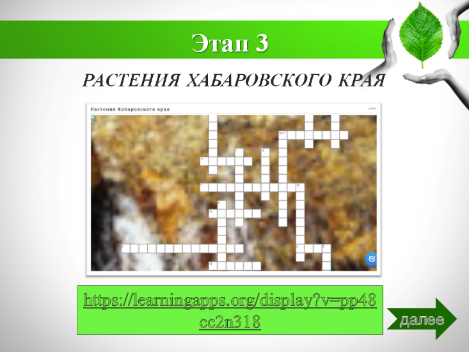 Этап 3
РАСТЕНИЯ ХАБАРОВСКОГО КРАЯ
Растения Хабаровского края
https://learningapps.org/display?v=pp48
cc2n318
далее